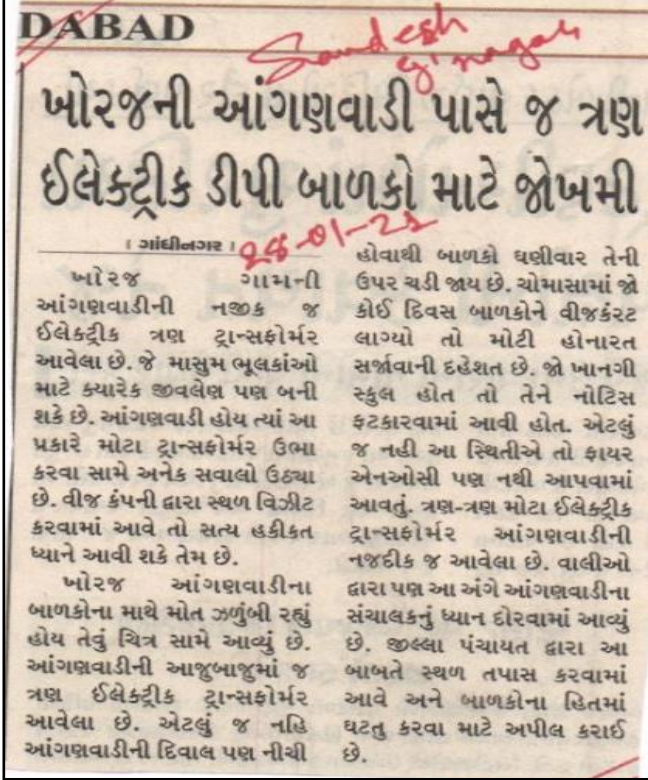 DABAD
Sandesh
g'nagar
ખોરજની આંગણવાડી પાસે જ ત્રણ
ઈલેક્ટ્રીક ડીપી બાળકો માટે જોખમી
। ગાંધીનગર ।
28-01-22
ખોરજ ગામની
આંગણવાડીની નજીક જ
ઈલેક્ટ્રીક ત્રણ ટ્રાન્સફોર્મર
આવેલા છે. જે માસુમ ભૂલકાંઓ
માટે ક્યારેક જીવલેણ પણ બની
શકે છે. આંગણવાડી હોય ત્યાં આ
પ્રકારે મોટા ટ્રાન્સફોર્મર ઉભા
કરવા સામે અનેક સવાલો ઉઠ્યા
છે. વીજ કંપની દ્વારા સ્થળ વિઝીટ
કરવામાં આવે તો સત્ય હકીકત
ધ્યાને આવી શકે તેમ છે.
ખોરજ આંગણવાડીના
બાળકોના માથે મોત ઝળુંબી રહ્યું
હોય તેવું ચિત્ર સામે આવ્યું છે.
આંગણવાડીની આજુબાજુમાં જ
ત્રણ ઈલેક્ટ્રીક ટ્રાન્સફોર્મર
આવેલા છે. એટલું જ નહિ
આંગણવાડીની દિવાલ પણ નીચી
હોવાથી બાળકો ઘણીવાર તેની
ઉપર ચડી જાય છે. ચોમાસામાં જો
કોઈ દિવસ બાળકોને વીજકરંટ
લાગ્યો તો મોટી હોનારત
સર્જાવાની દહેશત છે. જો ખાનગી
સ્કુલ હોત તો તેને નોટિસ
ફટકારવામાં આવી હોત. એટલું
જ નહી આ સ્થિતીએ તો ફાયર
એનઓસી પણ નથી આપવામાં
આવતું. ત્રણ-ત્રણ મોટા ઈલેક્ટ્રીક
ટ્રાન્સફોર્મર આંગણવાડીની
નજદીક જ આવેલા છે. વાલીઓ
દ્વારા પણ આ અંગે આંગણવાડીના
સંચાલકનું ધ્યાન દોરવામાં આવ્યું
છે. જીલ્લા પંચાયત દ્વારા આ
બાબતે સ્થળ તપાસ કરવામાં
આવે અને બાળકોના હિતમાં
ઘટતુ કરવા માટે અપીલ કરાઈ
છે.